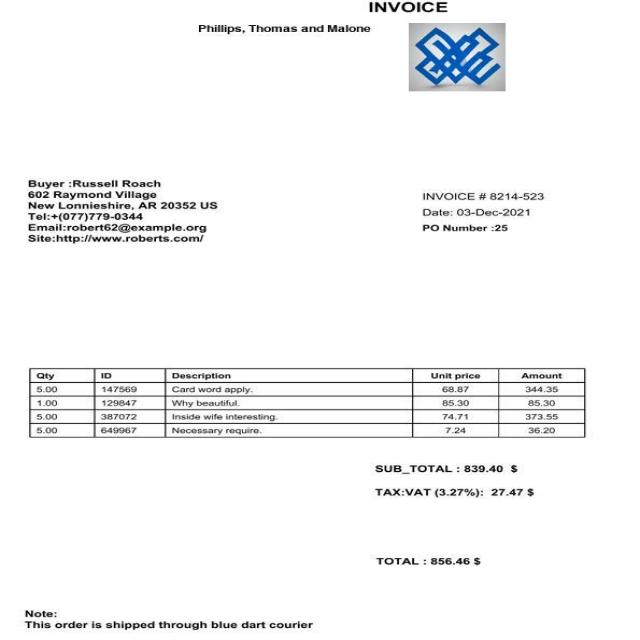 INVOICE
Phillips, Thomas and Malone
Buyer :Russell Roach
602 Raymond Village
New Lonnieshire, AR 20352 US
Tel:+(077)779-0344
Email:robert62@example.org
Site:http://www.roberts.com/
INVOICE # 8214-523
Date: 03-Dec-2021
PO Number :25
Qty ID Description Unit price Amount
5.00 147569 Card word apply. 68.87 344.35
1.00 129847 Why beautiful. 85.30 85.30
5.00 387072 Inside wife interesting. 74.71 373.55
5.00 649967 Necessary require. 7.24 36.20
SUB_TOTAL : 839.40 $
TAX:VAT (3.27%): 27.47 $
TOTAL : 856.46 $
Note:
This order is shipped through blue dart courier